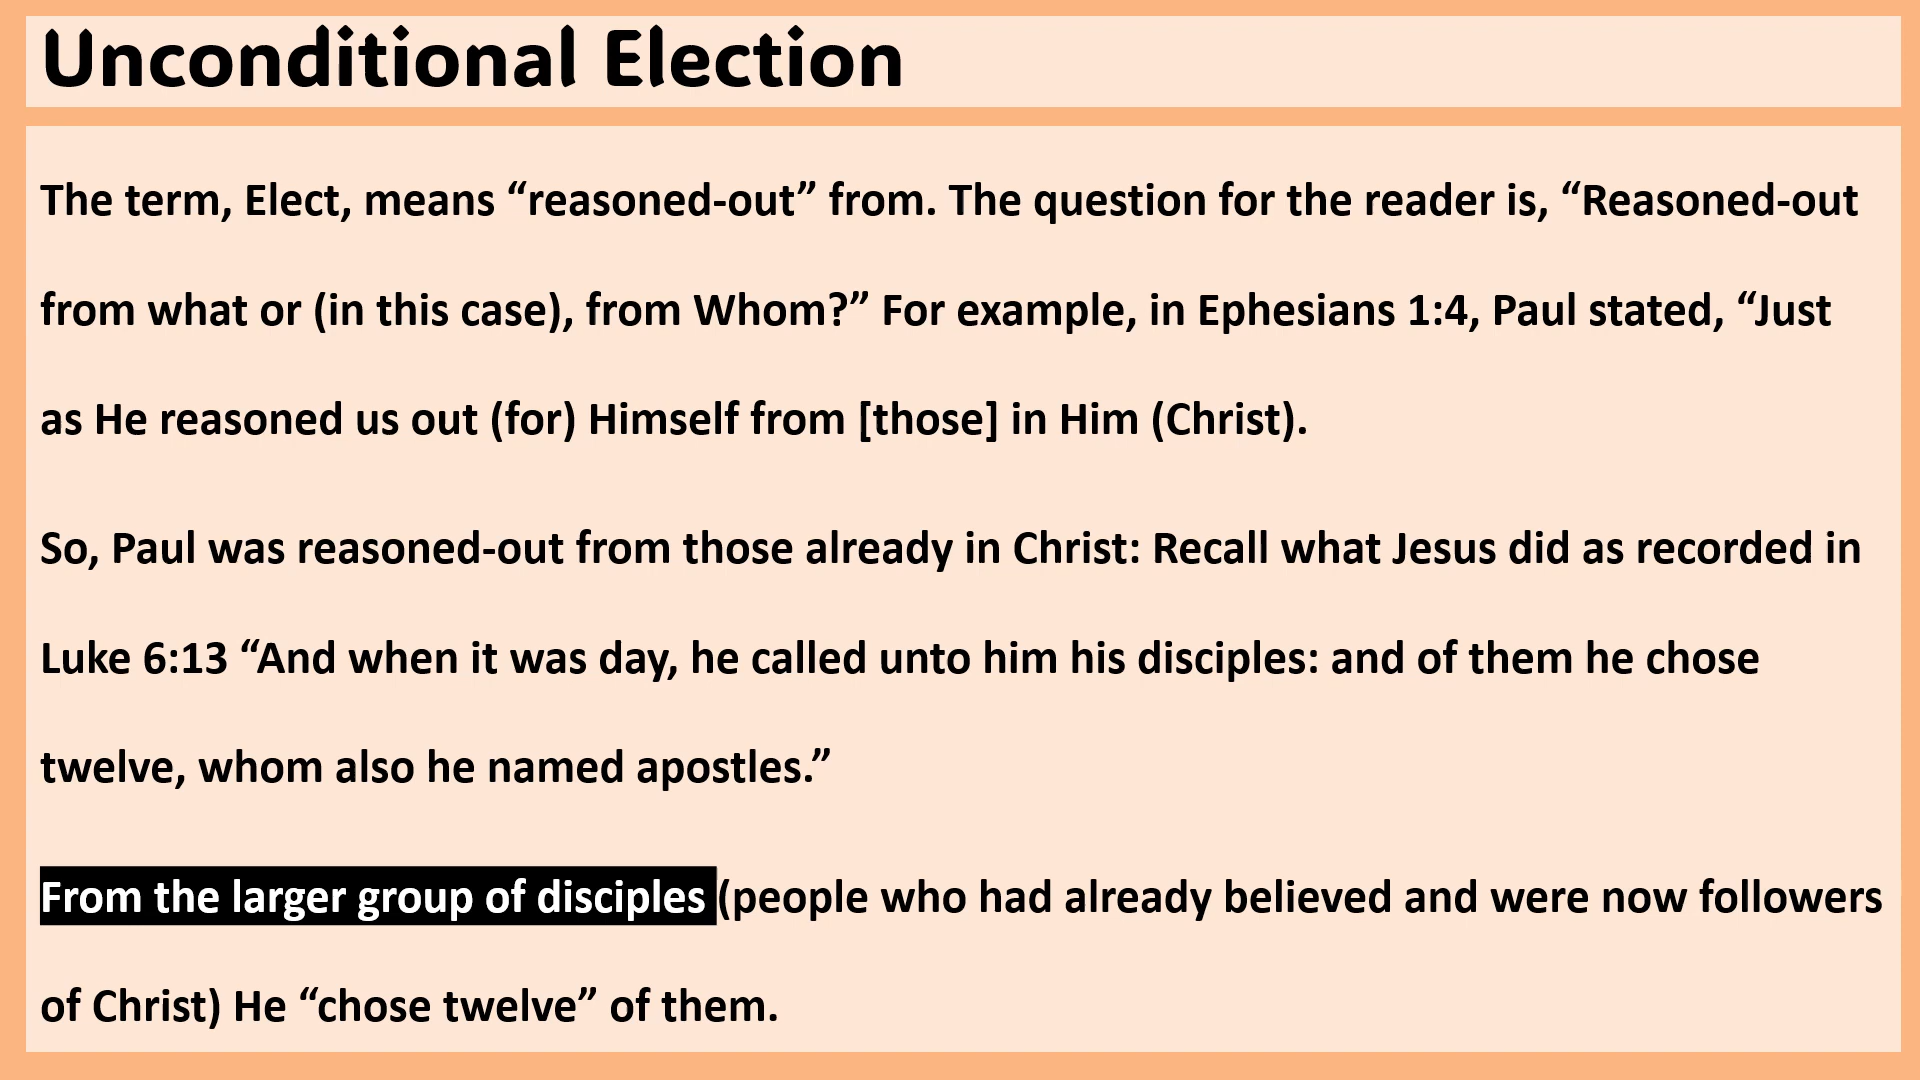 Unconditional Election
The term, Elect, means “reasoned-out” from. The question for the reader is, “Reasoned-out
from what or (in this case), from Whom?” For example, in Ephesians 1:4, Paul stated, “Just
as He reasoned us out (for) Himself from [those] in Him (Christ).
So, Paul was reasoned-out from those already in Christ: Recall what Jesus did as recorded in
Luke 6:13 “And when it was day, he called unto him his disciples: and of them he chose
twelve, whom also he named apostles.”
From the larger group of disciples (people who had already believed and were now followers
of Christ) He “chose twelve” of them.